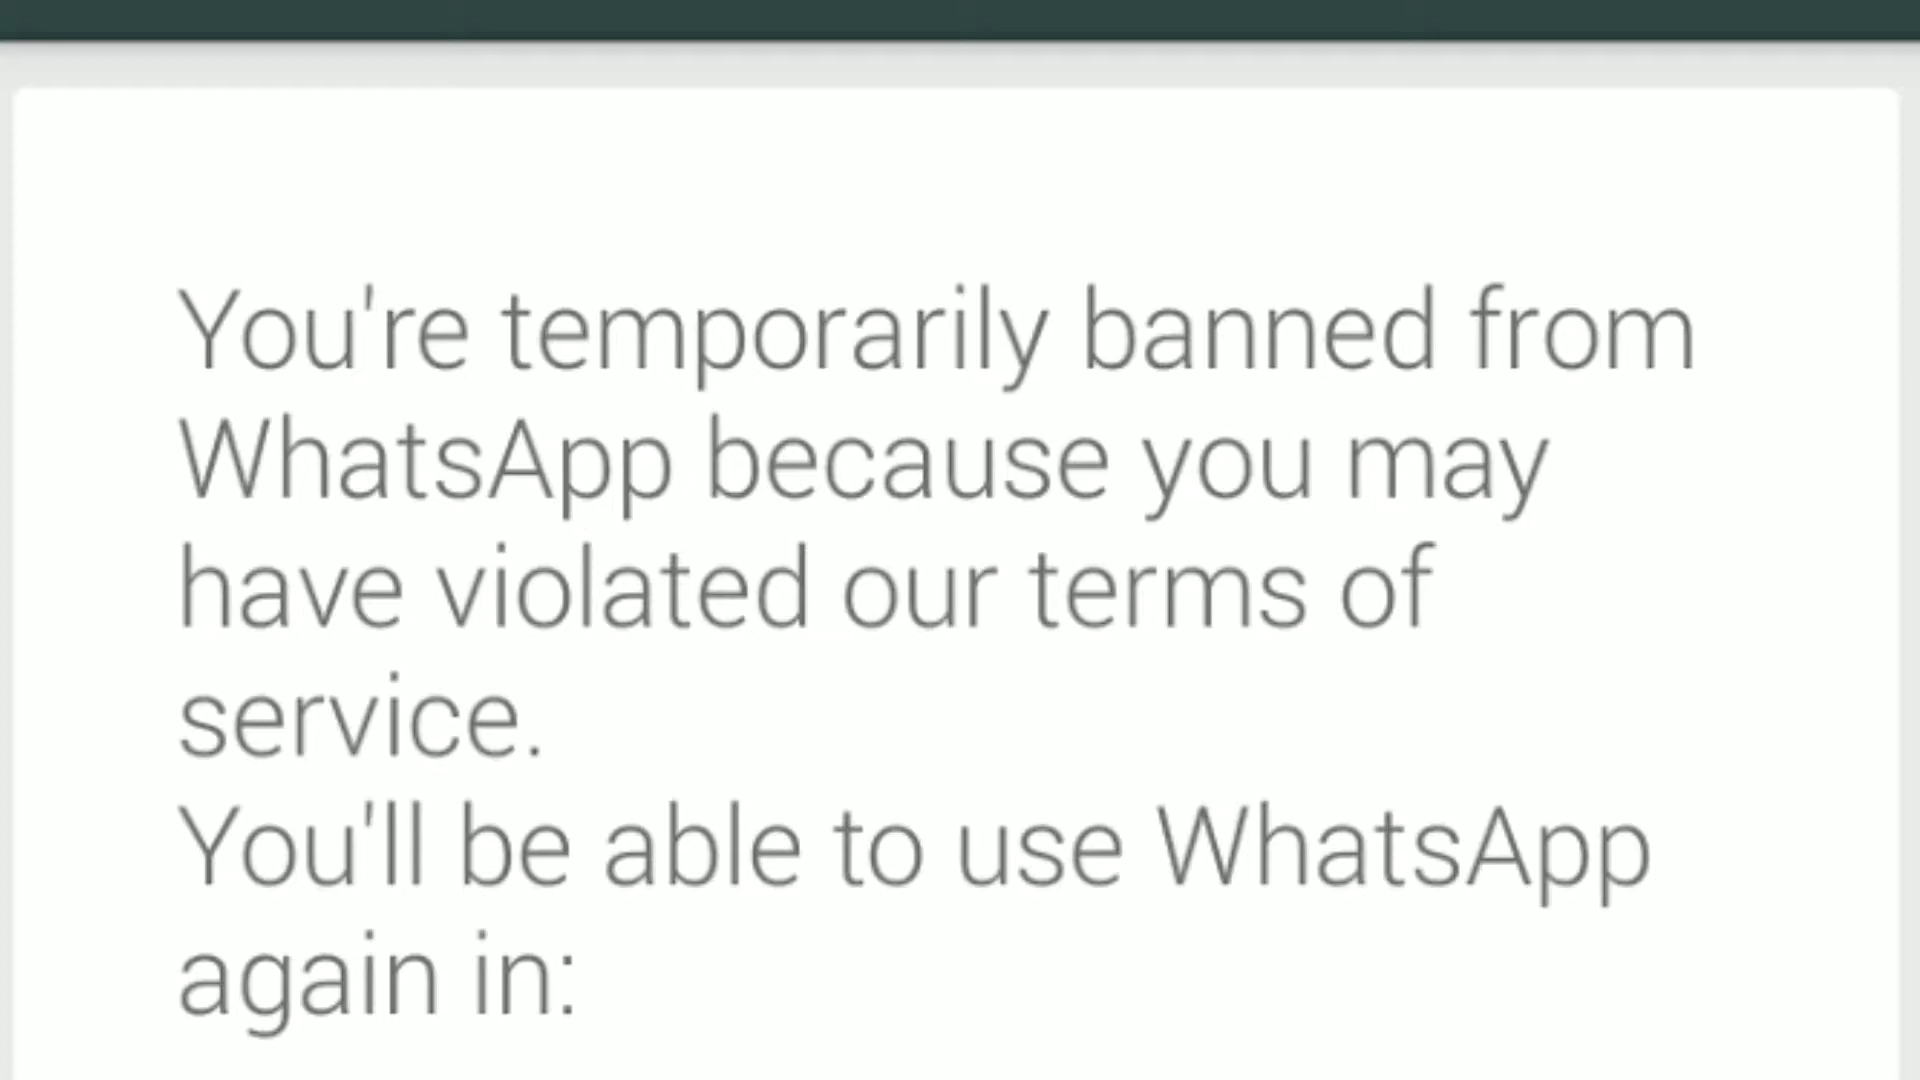 You're temporarily banned from
WhatsApp because you may
have violated our terms of
service.
You'll be able to use WhatsApp
again in: